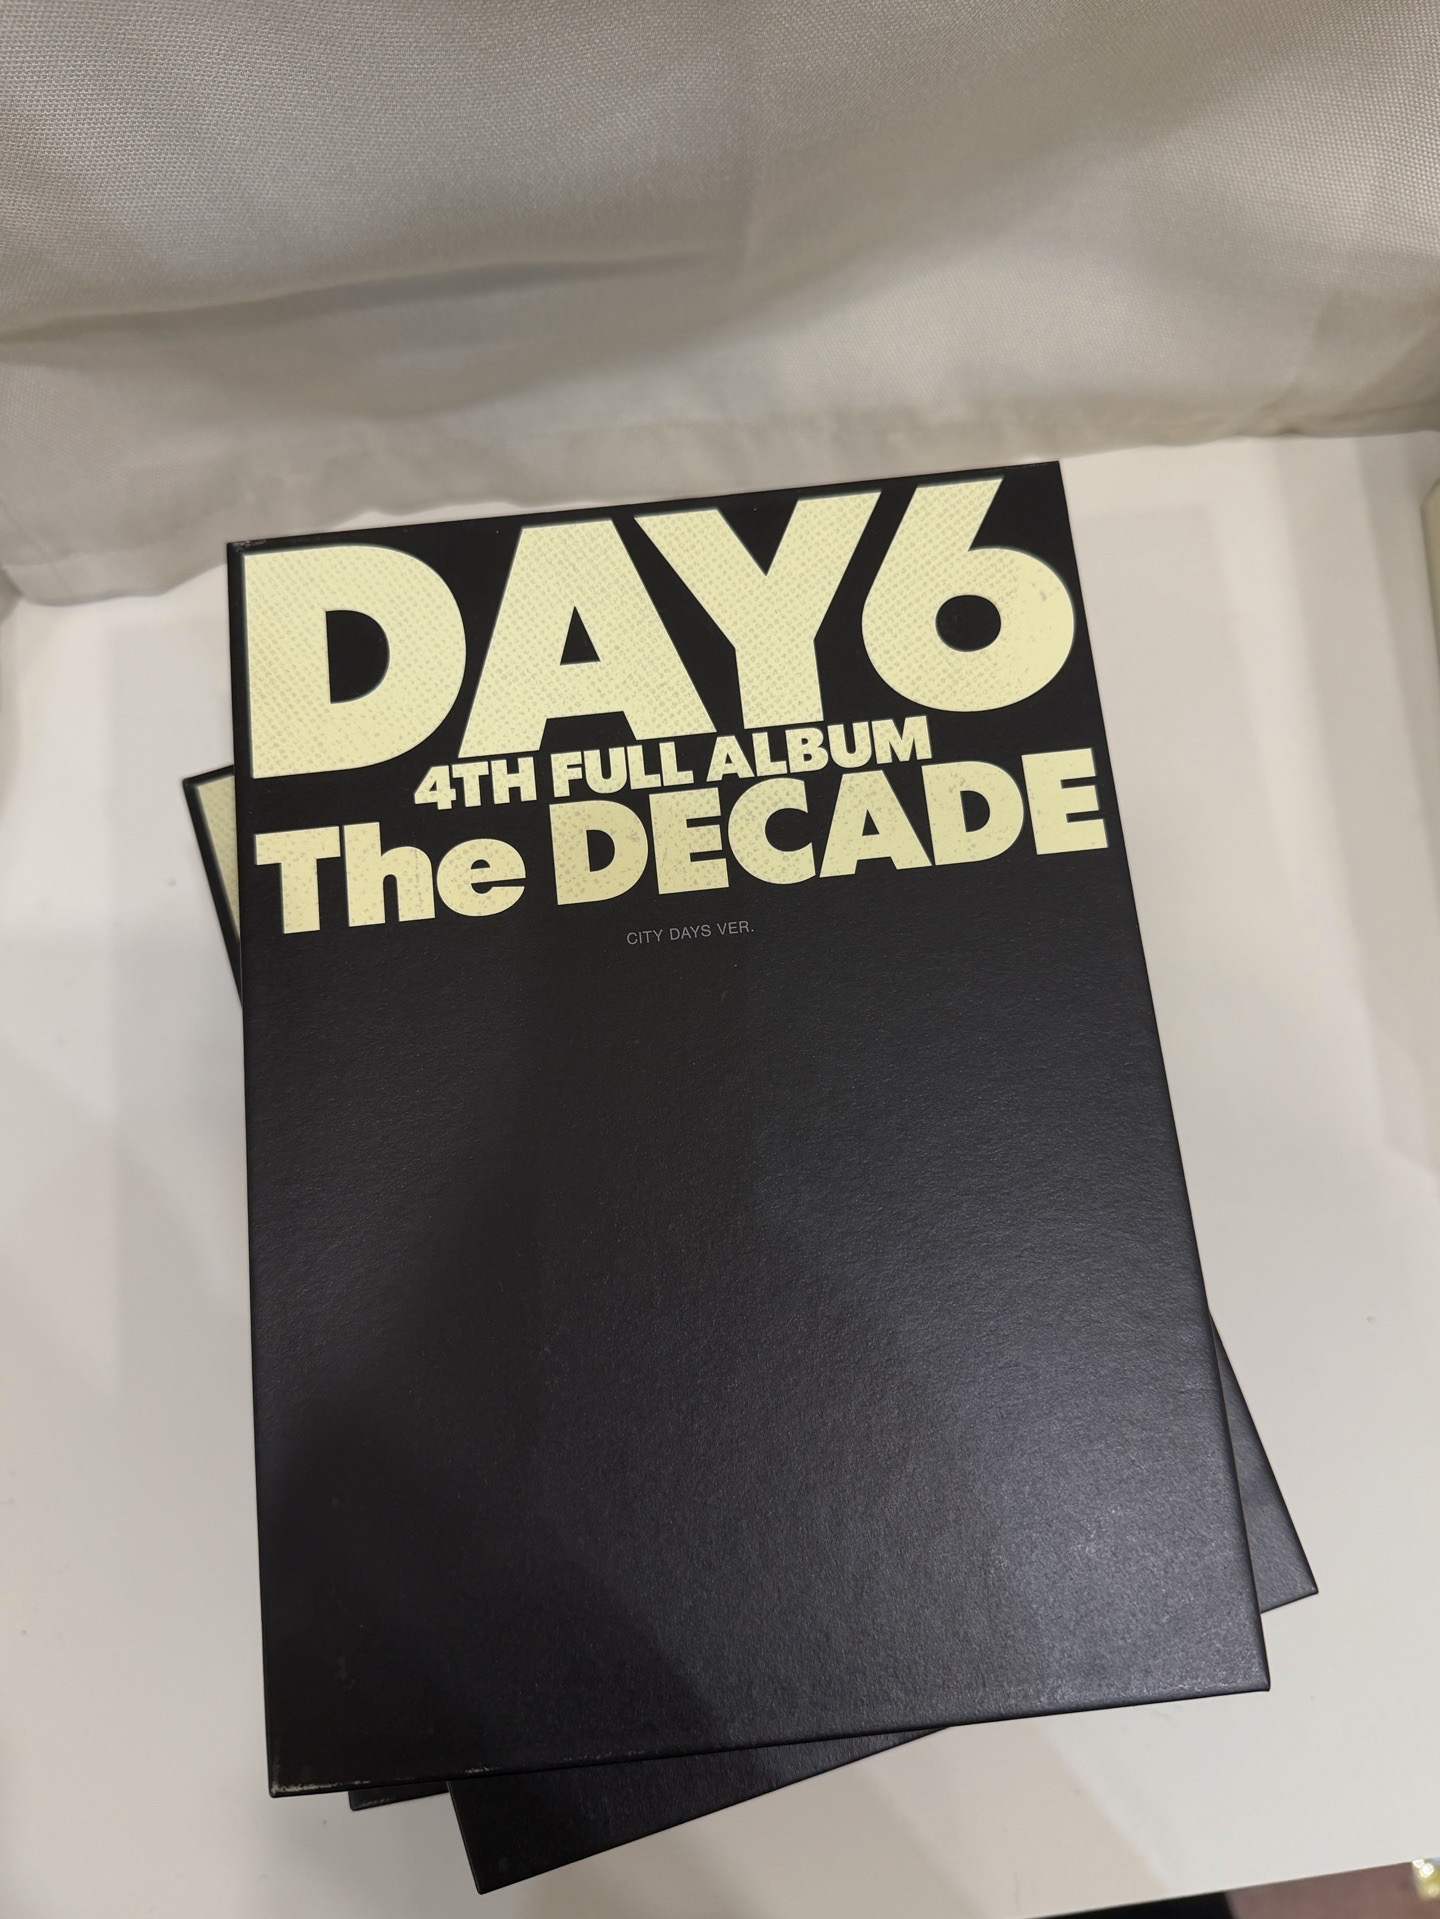 DAY6
4TH FULL ALBUM
The DECADE
CITY DAYS VER.